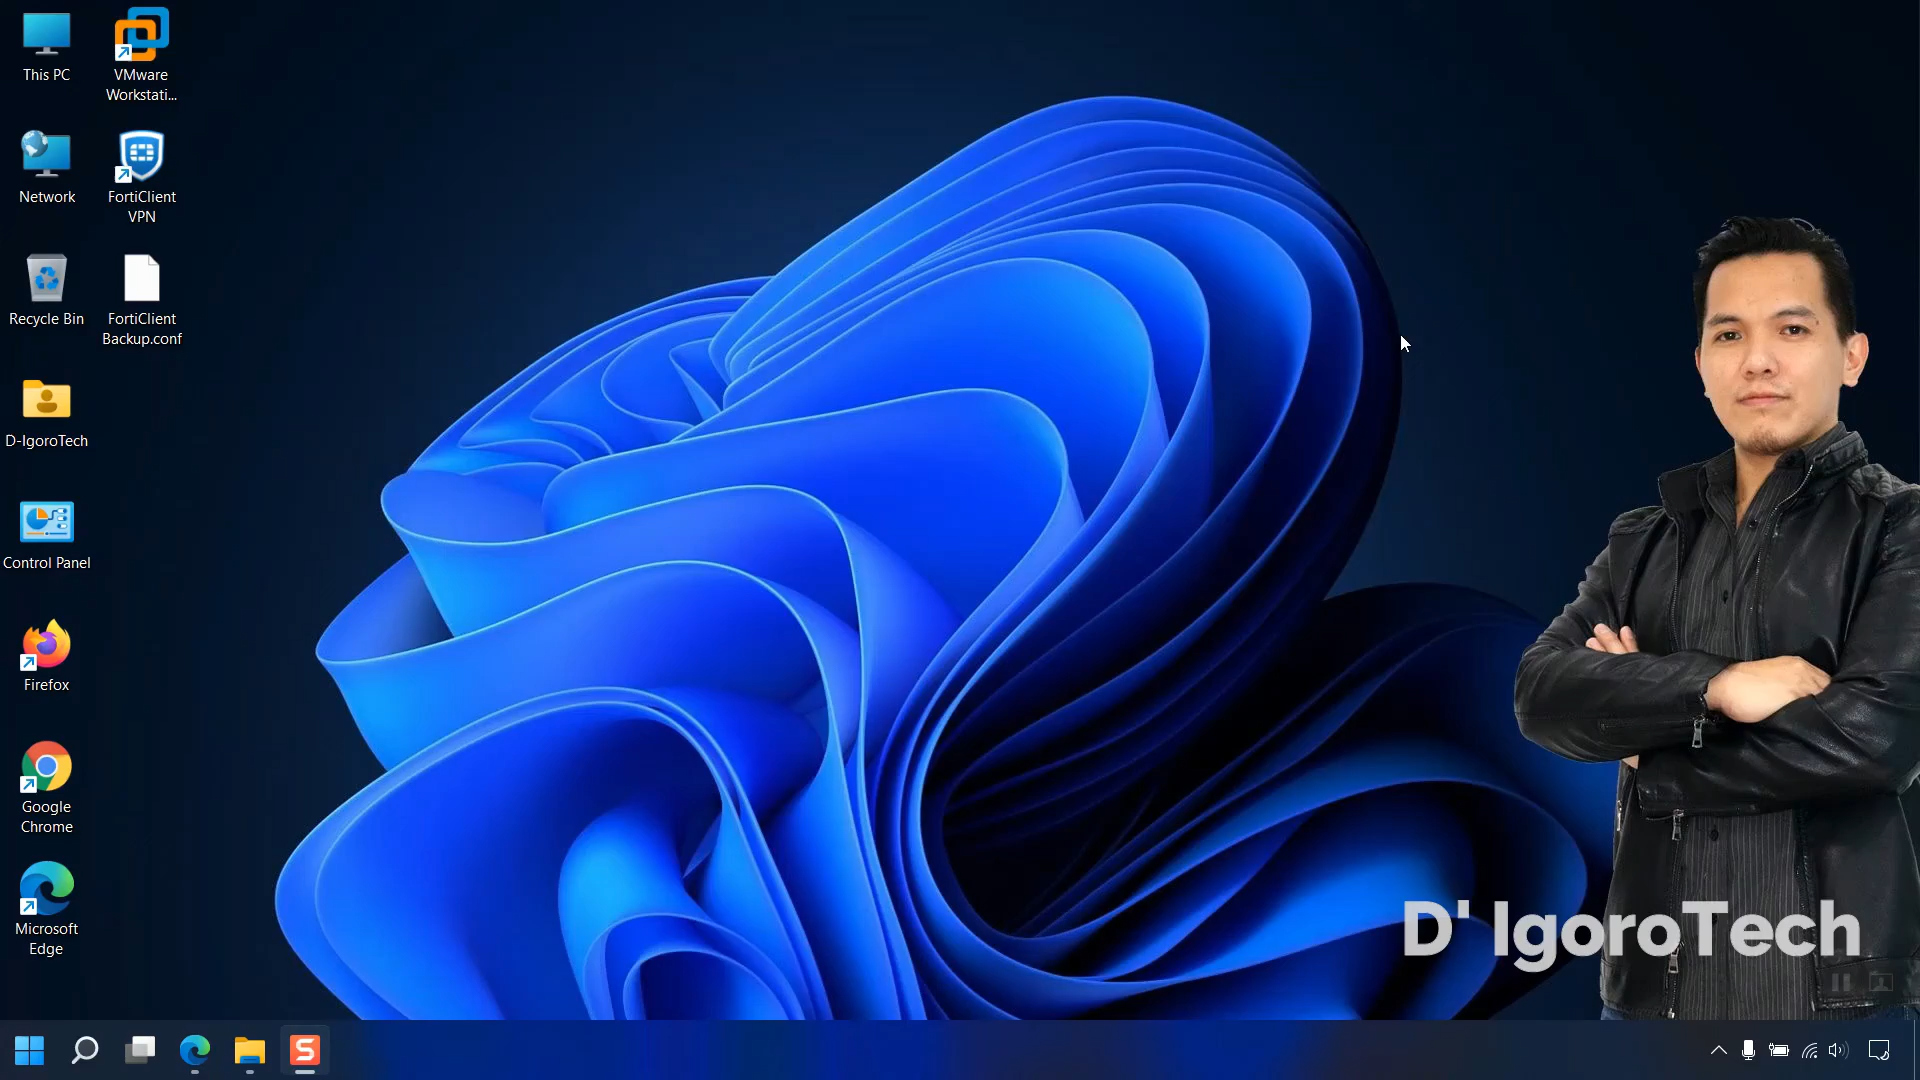 This PC
VMware
Workstati...
Network
FortiClient
VPN
Recycle Bin
FortiClient
Backup.conf
D-IgoroTech
Control Panel
Firefox
Google
Chrome
Microsoft
Edge
D' IgoroTech
S